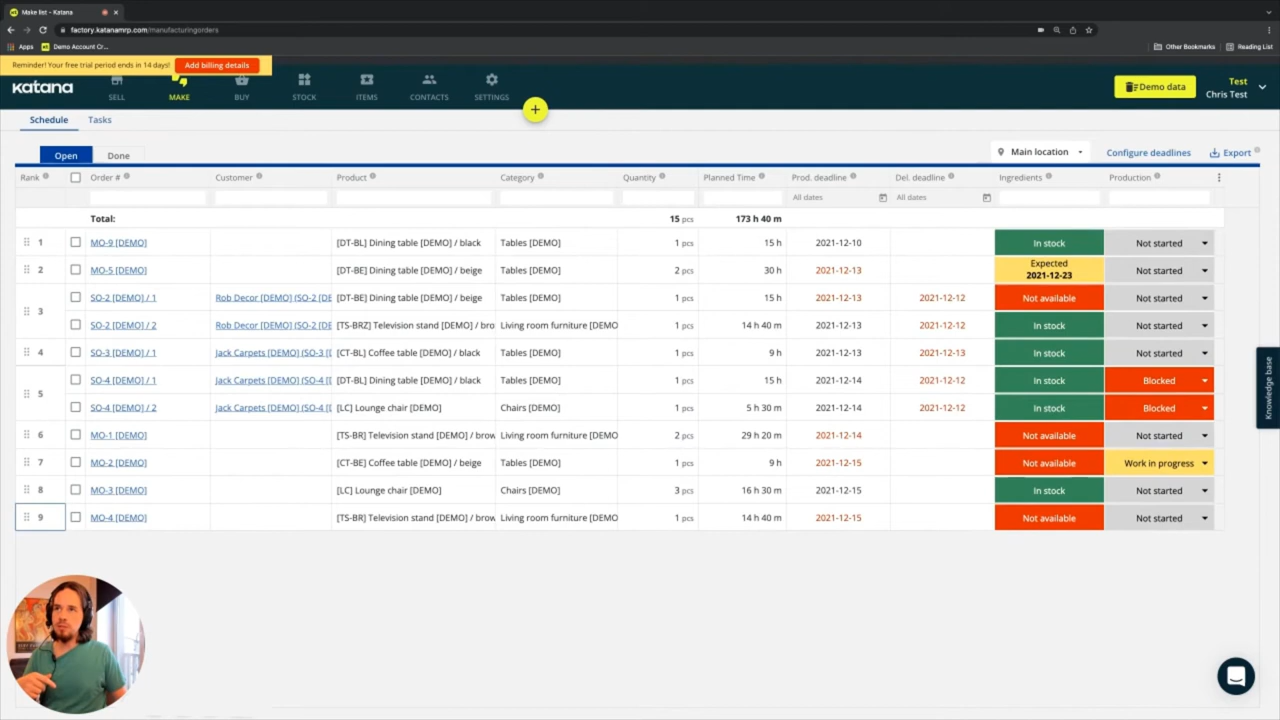 Make list - Katana
factory.katanamrp.com/manufacturingorders
Apps Demo Account Cr... Other Bookmarks Reading List
Reminder! Your free trial period ends in 14 days! Add billing details
katana SELL MAKE BUY STOCK ITEMS CONTACTS SETTINGS + Demo data Test Chris Test
Schedule Tasks
Open Done Main location Configure deadlines Export
Rank Order # Customer Product Category Quantity Planned Time Prod. deadline Del. deadline Ingredients Production
All dates All dates
Total: 15 pcs 173 h 40 m
1 MO-9 [DEMO] [DT-BL] Dining table [DEMO] / black Tables [DEMO] 1 pcs 15 h 2021-12-10 In stock Not started
2 MO-5 [DEMO] [DT-BE] Dining table [DEMO] / beige Tables [DEMO] 2 pcs 30 h 2021-12-13 Expected 2021-12-23 Not started
3 SO-2 [DEMO] / 1 Rob Decor [DEMO] (SO-2 [DE [DT-BE] Dining table [DEMO] / beige Tables [DEMO] 1 pcs 15 h 2021-12-13 2021-12-12 Not available Not started
SO-2 [DEMO] / 2 Rob Decor [DEMO] (SO-2 [DE [TS-BRZ] Television stand [DEMO] / bro Living room furniture [DEMO 1 pcs 14 h 40 m 2021-12-13 2021-12-12 In stock Not started
4 SO-3 [DEMO] / 1 Jack Carpets [DEMO] (SO-3 [D [CT-BL] Coffee table [DEMO] / black Tables [DEMO] 1 pcs 9 h 2021-12-13 2021-12-13 In stock Not started
5 SO-4 [DEMO] / 1 Jack Carpets [DEMO] (SO-4 [D [DT-BL] Dining table [DEMO] / black Tables [DEMO] 1 pcs 15 h 2021-12-14 2021-12-12 In stock Blocked
SO-4 [DEMO] / 2 Jack Carpets [DEMO] (SO-4 [D [LC] Lounge chair [DEMO] Chairs [DEMO] 1 pcs 5 h 30 m 2021-12-14 2021-12-12 In stock Blocked
6 MO-1 [DEMO] [TS-BR] Television stand [DEMO] / brow Living room furniture [DEMO 2 pcs 29 h 20 m 2021-12-14 Not available Not started
7 MO-2 [DEMO] [CT-BE] Coffee table [DEMO] / beige Tables [DEMO] 1 pcs 9 h 2021-12-15 Not available Work in progress
8 MO-3 [DEMO] [LC] Lounge chair [DEMO] Chairs [DEMO] 3 pcs 16 h 30 m 2021-12-15 In stock Not started
9 MO-4 [DEMO] [TS-BR] Television stand [DEMO] / brow Living room furniture [DEMO 1 pcs 14 h 40 m 2021-12-15 Not available Not started
Knowledge base